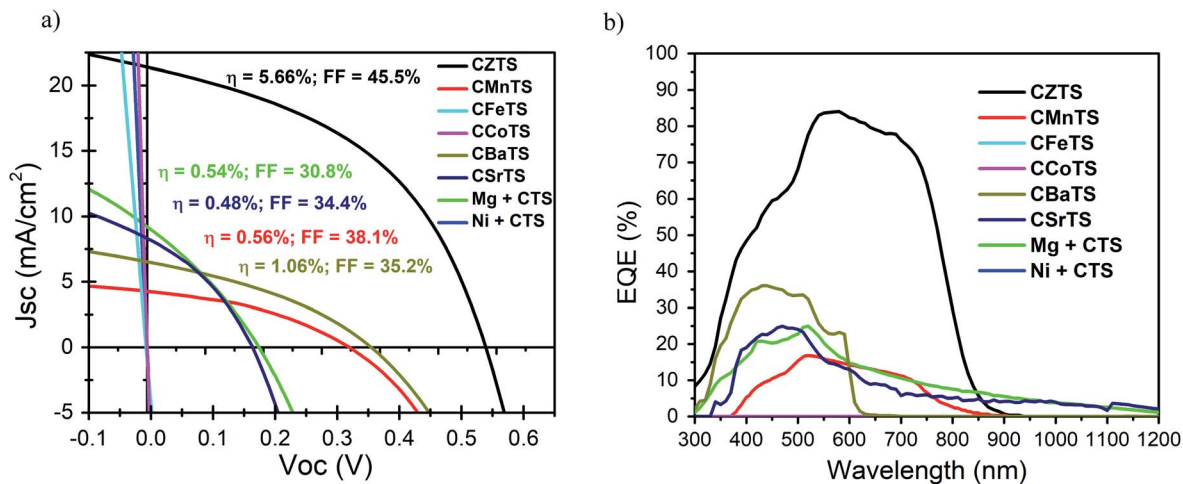 a)
Jsc (mA/cm²)
20
15
10
5
0
-5
-0.1
0.0
0.1
0.2
0.3
0.4
0.5
0.6
Voc (V)
η = 5.66%; FF = 45.5%
η = 0.54%; FF = 30.8%
η = 0.48%; FF = 34.4%
η = 0.56%; FF = 38.1%
η = 1.06%; FF = 35.2%
CZTS
CMnTS
CFeTS
CCoTS
CBaTS
CSrTS
Mg + CTS
Ni + CTS
b)
EQE (%)
100
90
80
70
60
50
40
30
20
10
0
300
400
500
600
700
800
900
1000
1100
1200
Wavelength (nm)
CZTS
CMnTS
CFeTS
CCoTS
CBaTS
CSrTS
Mg + CTS
Ni + CTS